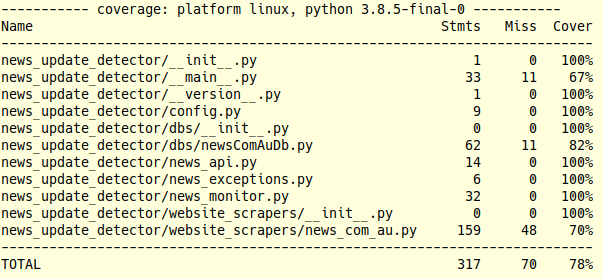 ----------- coverage: platform linux, python 3.8.5-final-0 -----------
Name                                                  Stmts   Miss  Cover
-------------------------------------------------------------------------
news_update_detector/__init__.py                          1      0   100%
news_update_detector/__main__.py                         33     11    67%
news_update_detector/__version__.py                       1      0   100%
news_update_detector/config.py                            9      0   100%
news_update_detector/dbs/__init__.py                      0      0   100%
news_update_detector/dbs/newsComAuDb.py                  62     11    82%
news_update_detector/news_api.py                         14      0   100%
news_update_detector/news_exceptions.py                   6      0   100%
news_update_detector/news_monitor.py                     32      0   100%
news_update_detector/website_scrapers/__init__.py         0      0   100%
news_update_detector/website_scrapers/news_com_au.py    159     48    70%
-------------------------------------------------------------------------
TOTAL                                                   317     70    78%